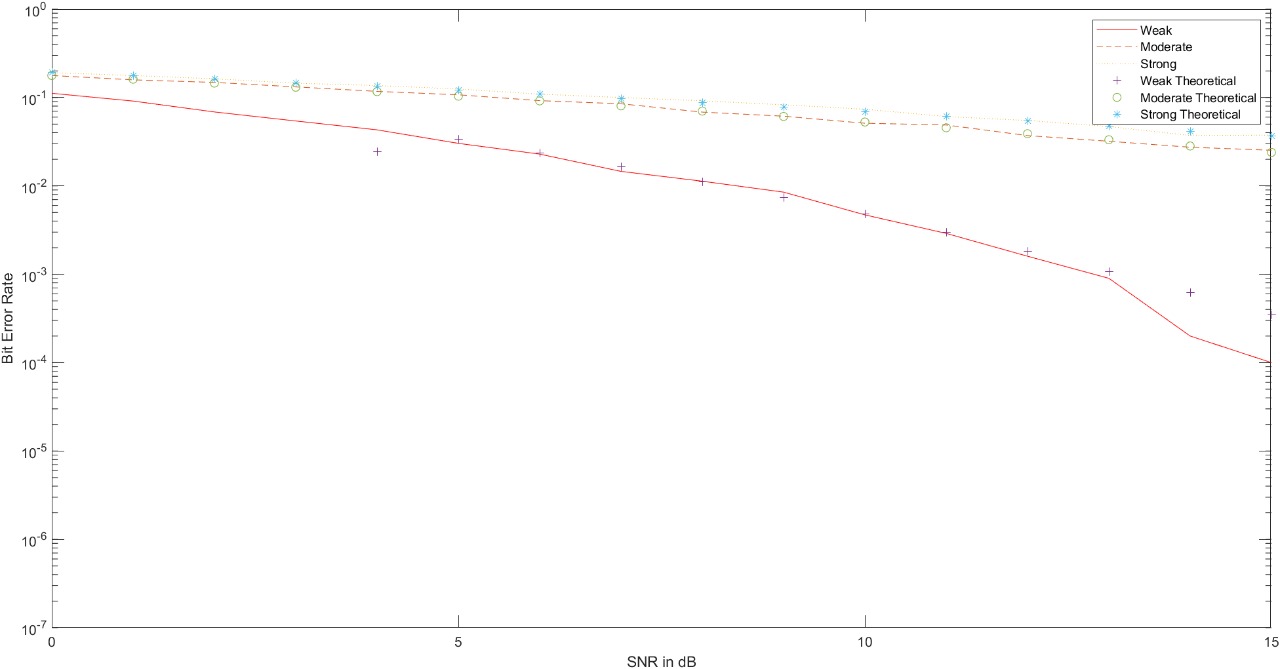 10^0
10^-1
10^-2
10^-3
10^-4
10^-5
10^-6
10^-7
Bit Error Rate
0
5
10
15
SNR in dB
Weak
Moderate
Strong
Weak Theoretical
Moderate Theoretical
Strong Theoretical